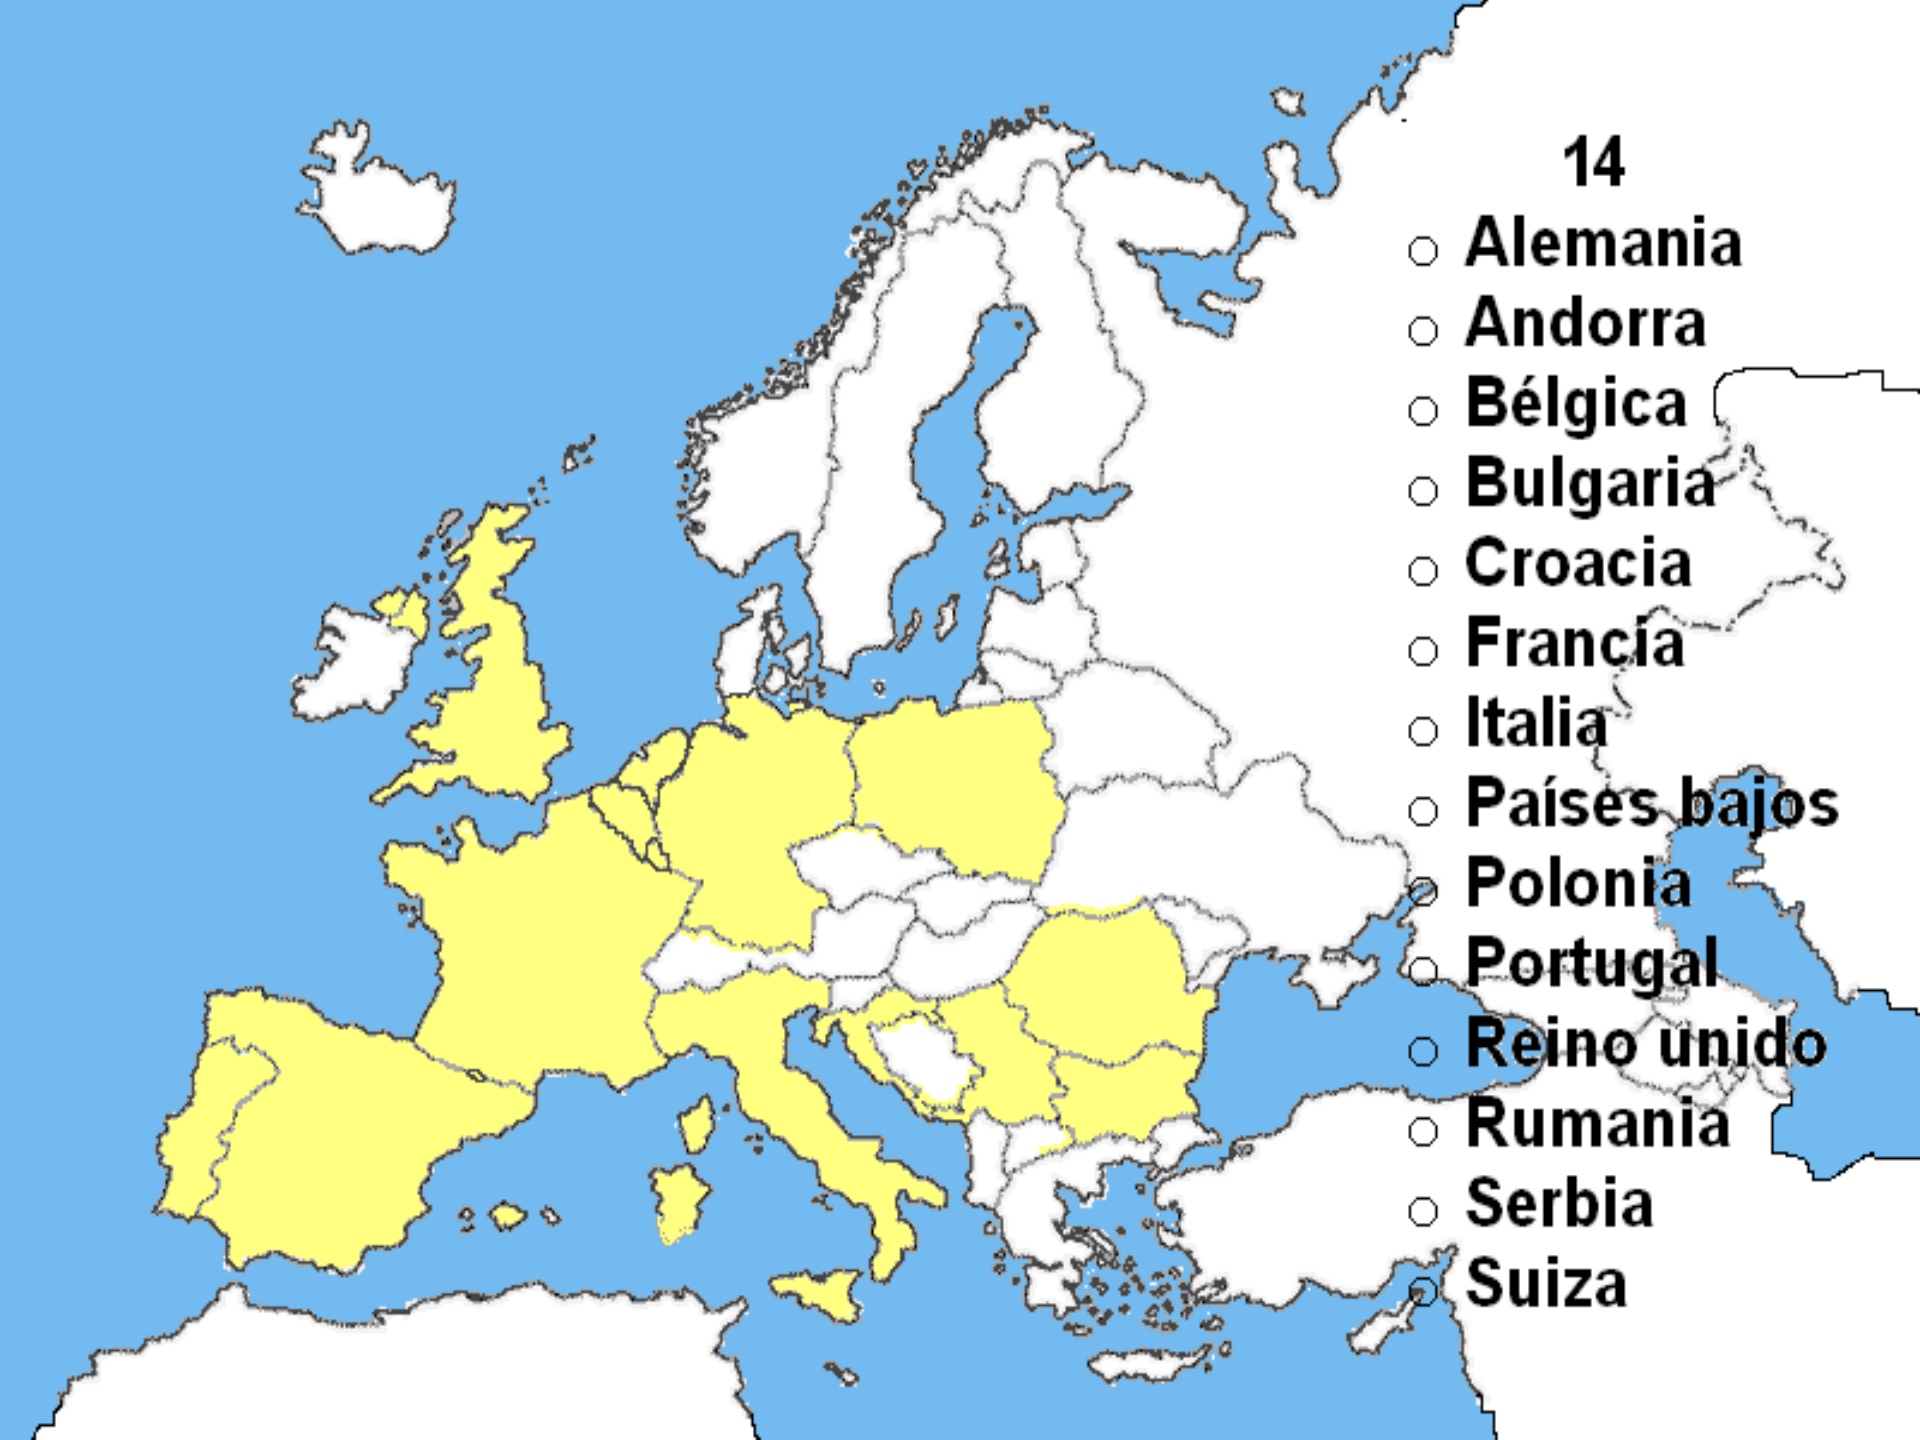 14
Alemania
Andorra
Bélgica
Bulgaria
Croacia
Francia
Italia
Países bajos
Polonia
Portugal
Reino unido
Rumania
Serbia
Suiza